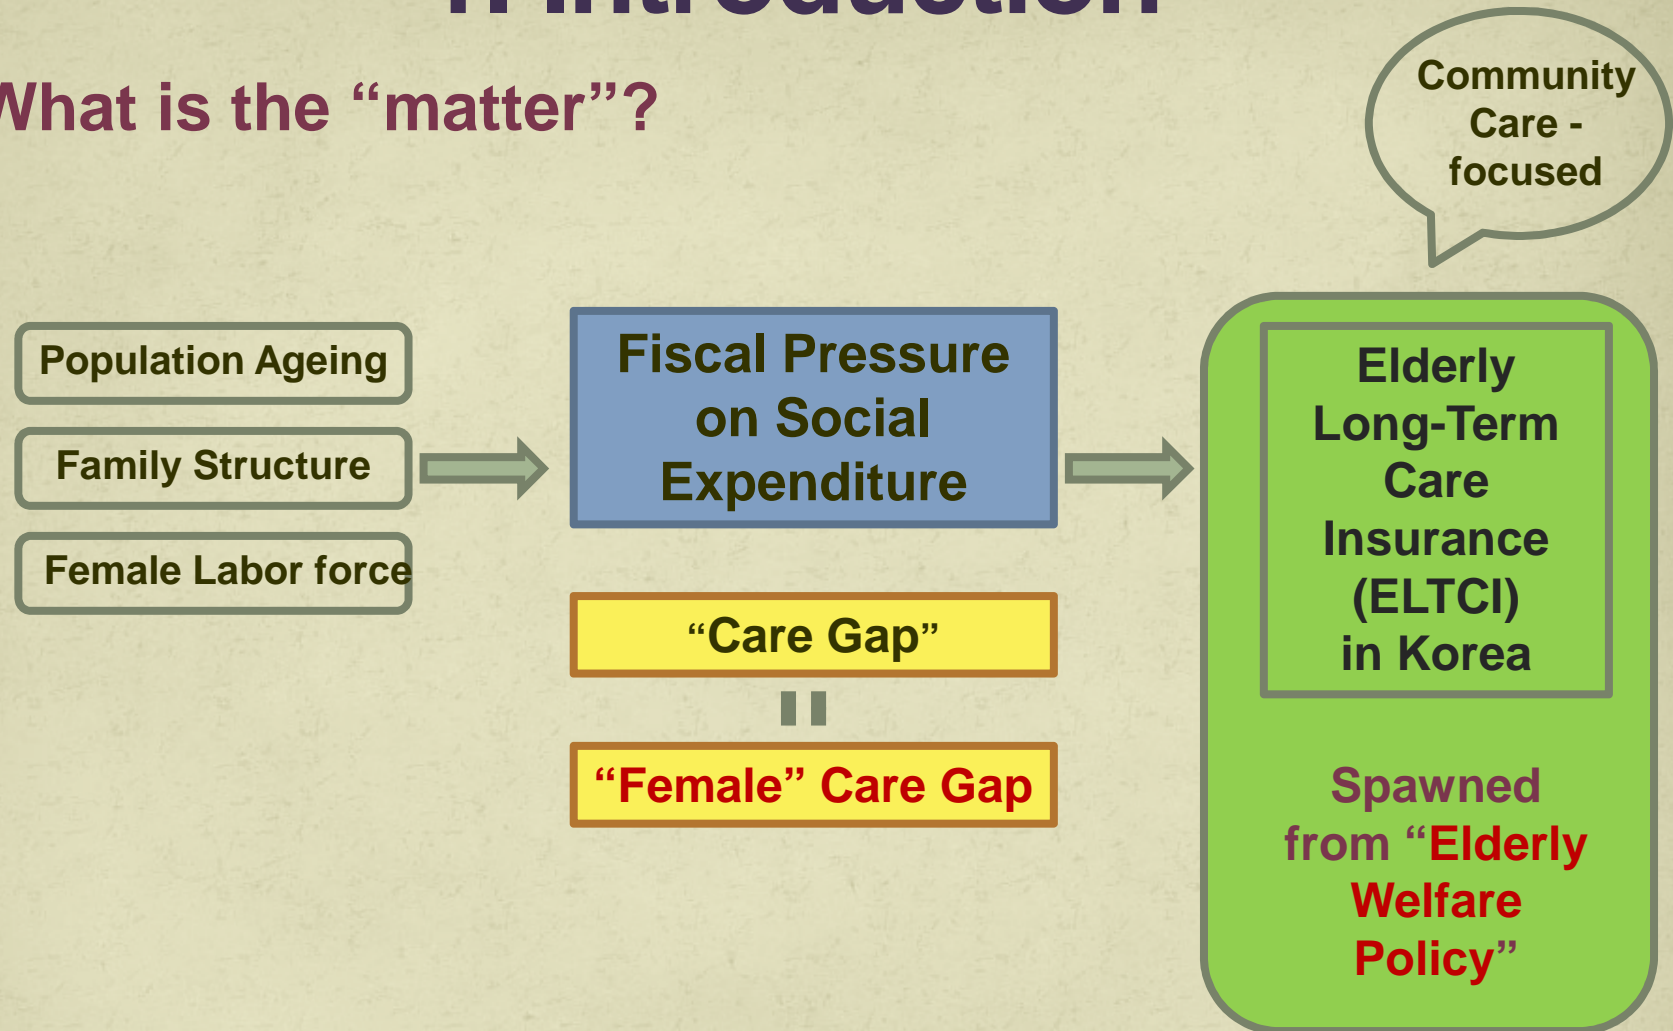 Introduction
What is the “matter”?
Community
Care -
focused
Population Ageing
Family Structure
Female Labor force
Fiscal Pressure
on Social
Expenditure
“Care Gap”
“Female” Care Gap
Elderly
Long-Term
Care
Insurance
(ELTCI)
in Korea
Spawned
from “Elderly
Welfare
Policy”